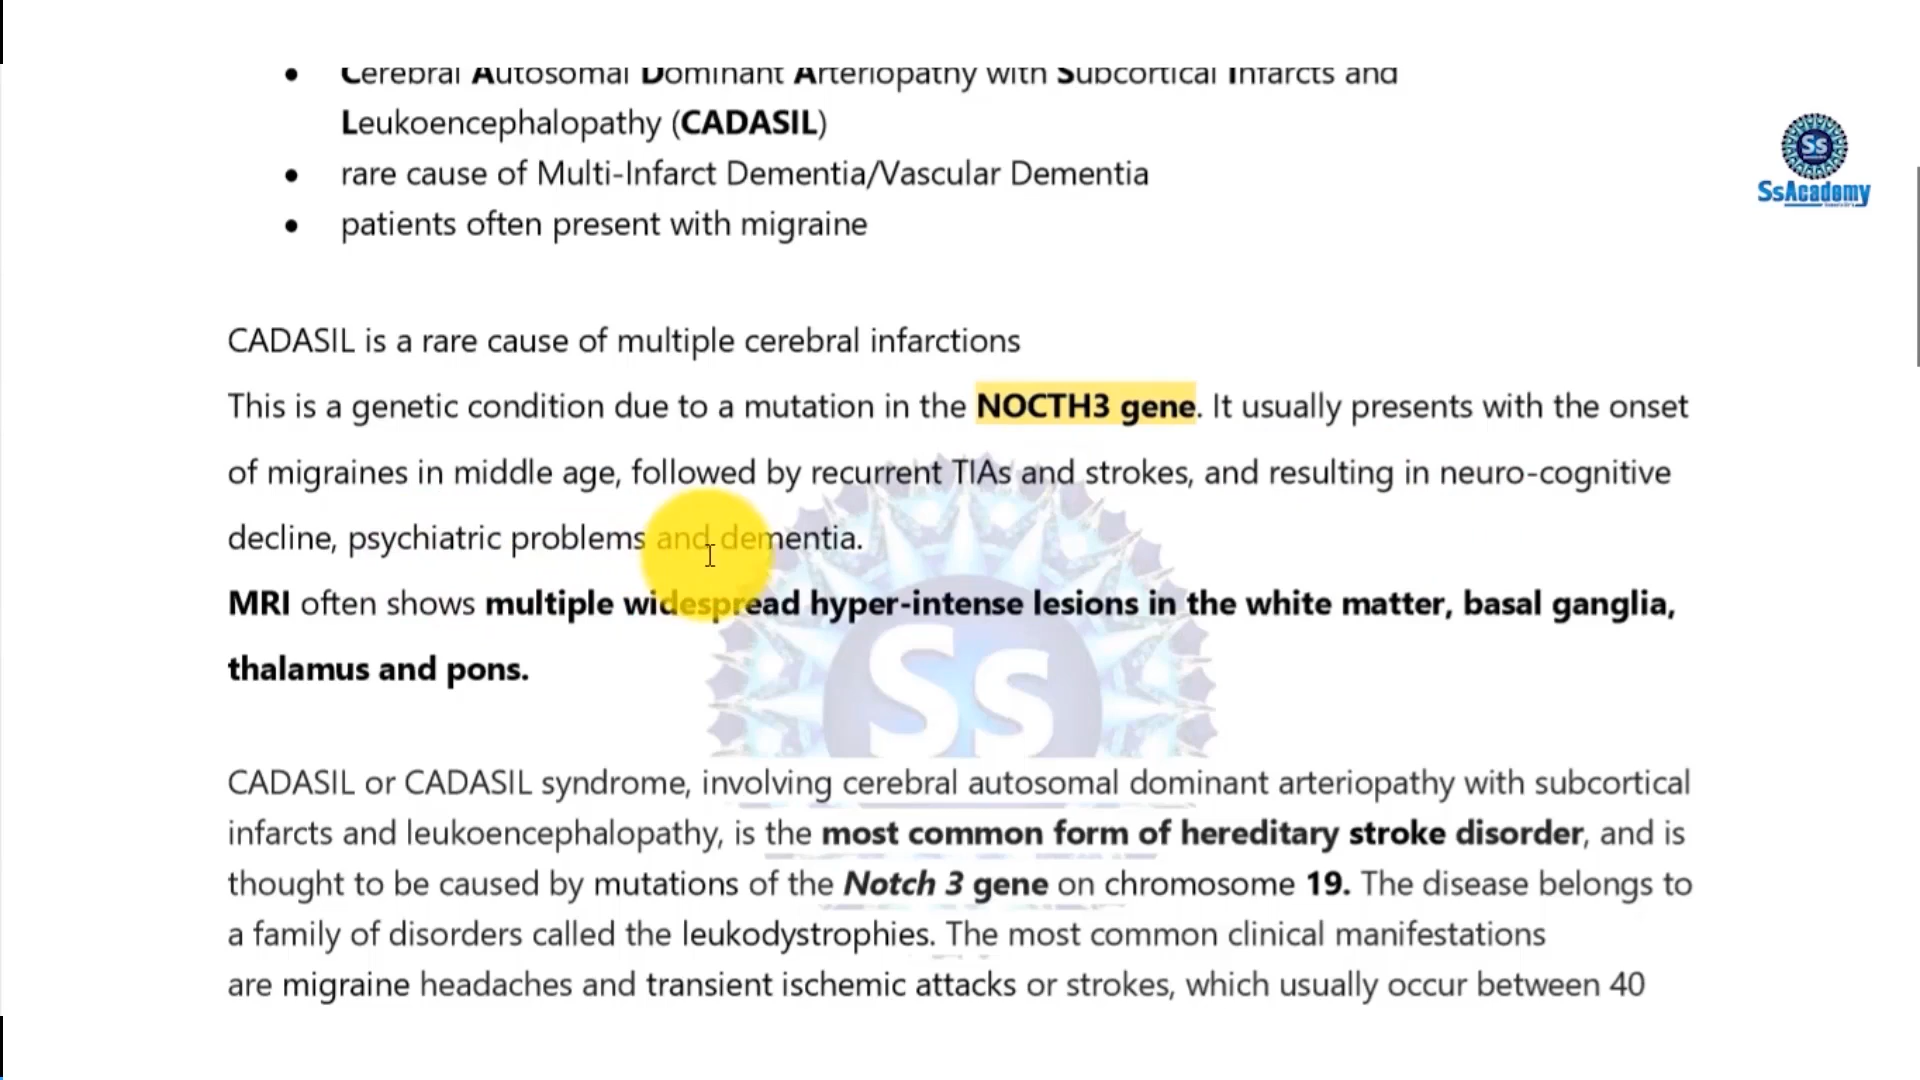 Cerebral Autosomal Dominant Arteriopathy with Subcortical Infarcts and
Leukoencephalopathy (CADASIL)
rare cause of Multi-Infarct Dementia/Vascular Dementia
patients often present with migraine
Ss
SsAcademy
CADASIL is a rare cause of multiple cerebral infarctions
This is a genetic condition due to a mutation in the NOCTH3 gene. It usually presents with the onset
of migraines in middle age, followed by recurrent TIAs and strokes, and resulting in neuro-cognitive
decline, psychiatric problems and dementia.
MRI often shows multiple widespread hyper-intense lesions in the white matter, basal ganglia,
thalamus and pons.
Ss
CADASIL or CADASIL syndrome, involving cerebral autosomal dominant arteriopathy with subcortical
infarcts and leukoencephalopathy, is the most common form of hereditary stroke disorder, and is
thought to be caused by mutations of the Notch 3 gene on chromosome 19. The disease belongs to
a family of disorders called the leukodystrophies. The most common clinical manifestations
are migraine headaches and transient ischemic attacks or strokes, which usually occur between 40